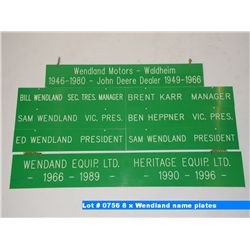 Wendland Motors - Waldheim
1946-1980 - John Deere Dealer 1949-1966
BILL WENDLAND SEC. TRES. MANAGER
SAM WENDLAND VIC. PRES.
ED WENDLAND PRESIDENT
BRENT KARR MANAGER
BEN HEPPNER VIC. PRES.
SAM WENDLAND PRESIDENT
WENDAND EQUIP. LTD.
- 1966 - 1989 -
HERITAGE EQUIP. LTD.
- 1990 - 1996 -
Lot # 0756 8 x Wendland name plates